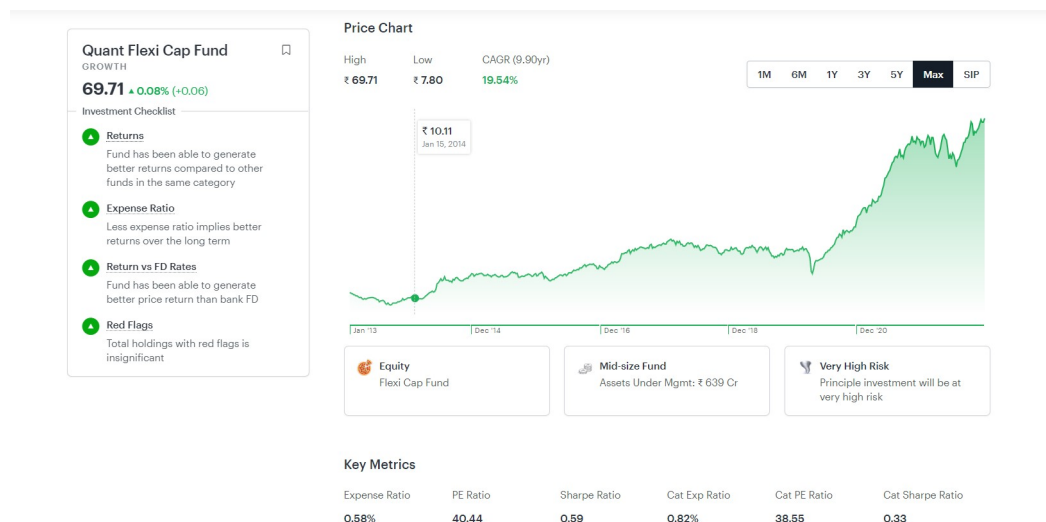 Quant Flexi Cap Fund
GROWTH
69.71 ▲ 0.08% (+0.06)
Investment Checklist
Returns
Fund has been able to generate
better returns compared to other
funds in the same category
Expense Ratio
Less expense ratio implies better
returns over the long term
Return vs FD Rates
Fund has been able to generate
better price return than bank FD
Red Flags
Total holdings with red flags is
insignificant
Price Chart
High Low CAGR (9.90yr)
₹ 69.71 ₹ 7.80 19.54%
1M 6M 1Y 3Y 5Y Max SIP
₹ 10.11
Jan 15, 2014
Jan '13 Dec '14 Dec '16 Dec '18 Dec '20
Equity
Flexi Cap Fund
Mid-size Fund
Assets Under Mgmt: ₹ 639 Cr
Very High Risk
Principle investment will be at
very high risk
Key Metrics
Expense Ratio PE Ratio Sharpe Ratio Cat Exp Ratio Cat PE Ratio Cat Sharpe Ratio
0.58% 40.44 0.59 0.82% 38.55 0.33